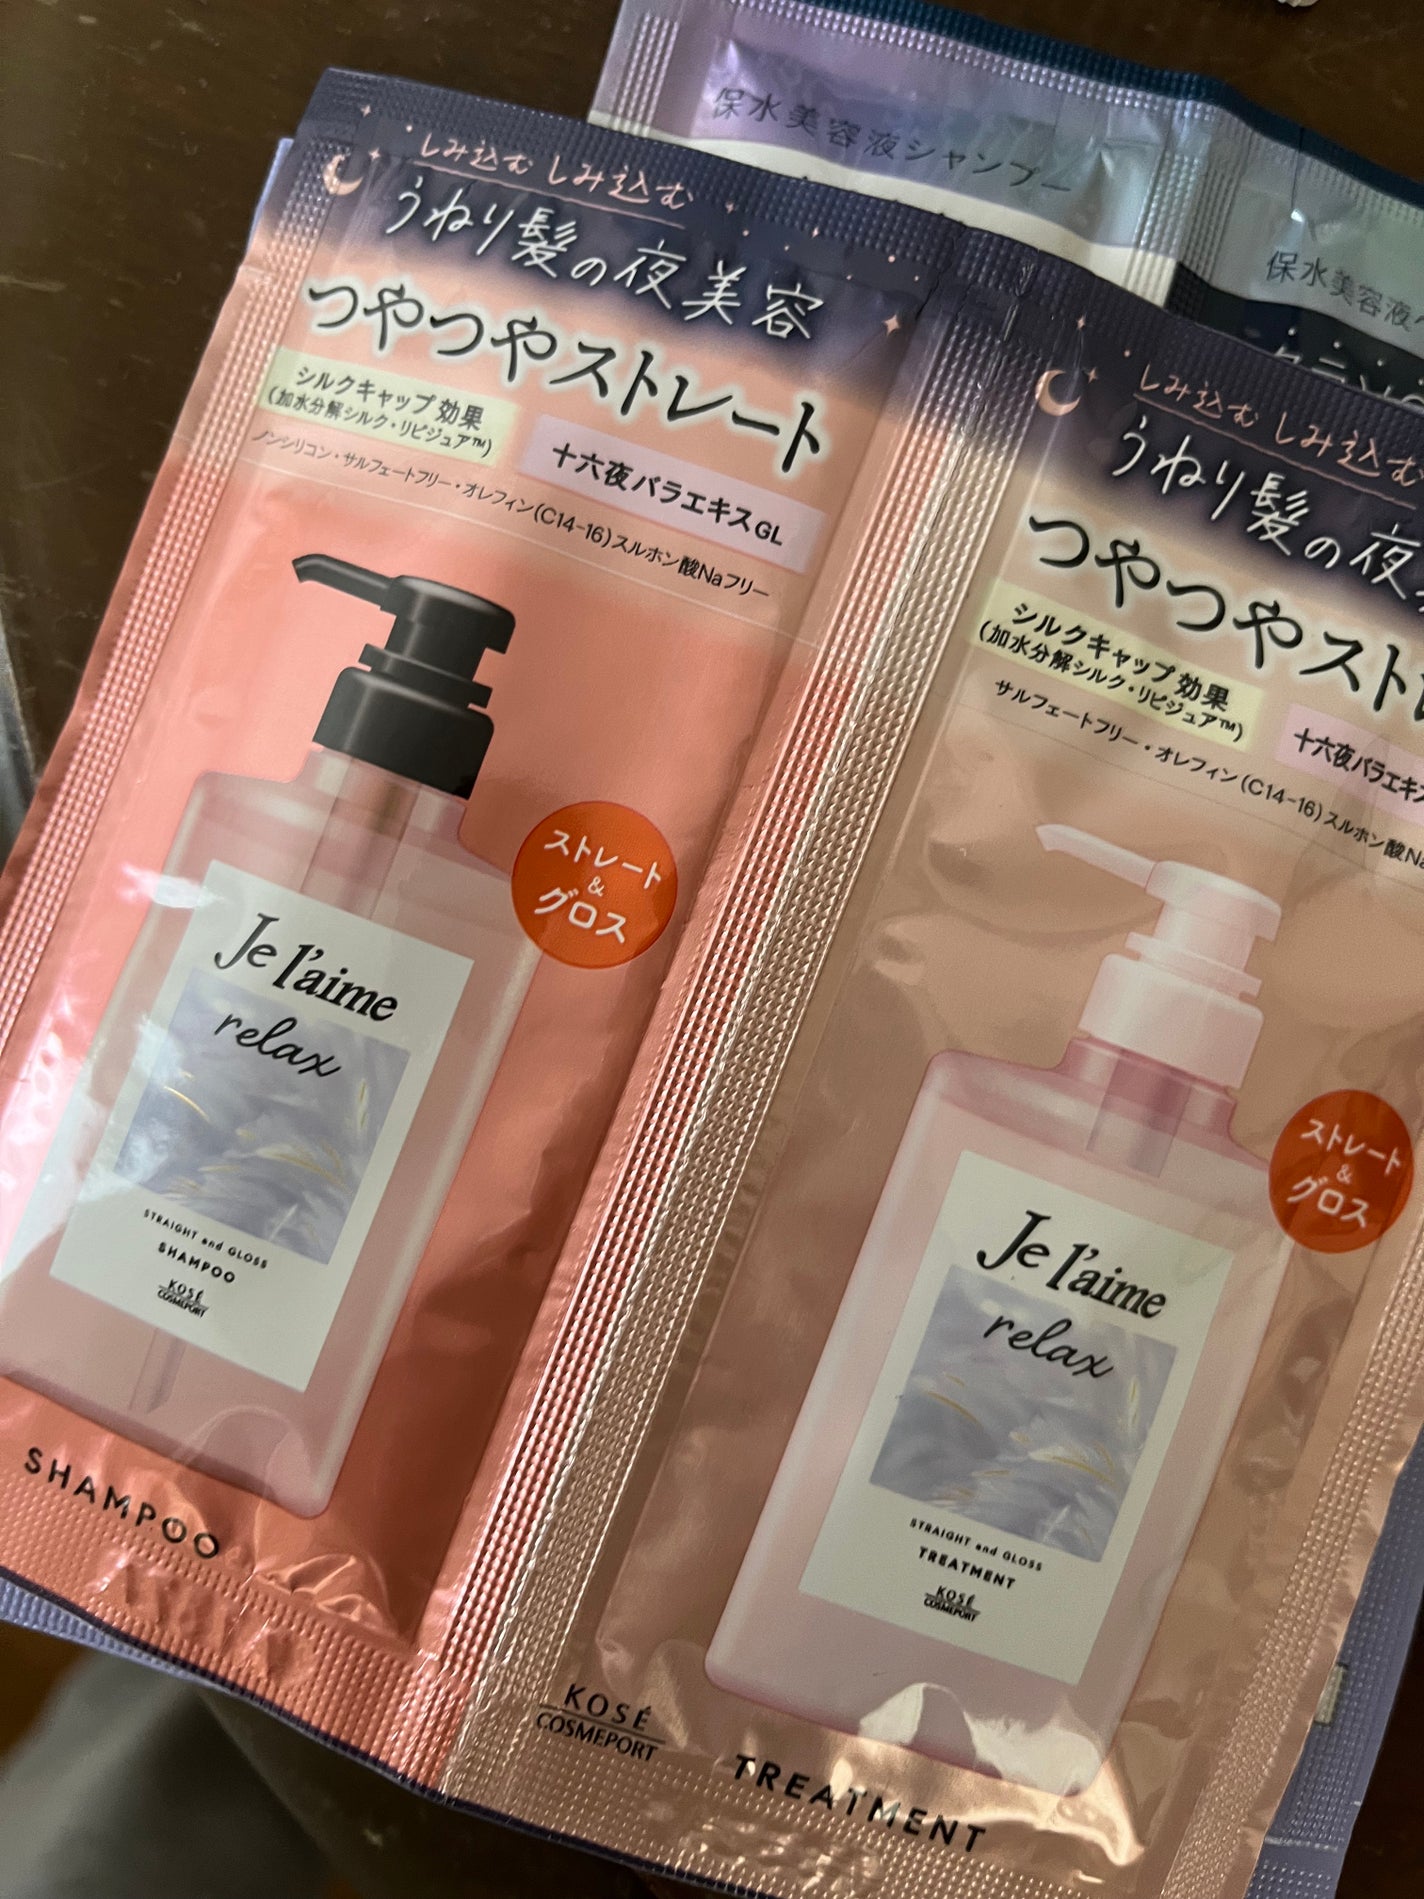 保水美容液シャンプー
保水美容液
しみ込む しみ込む
うねり髪の夜美容
つやつやストレート
シルクキャップ効果
(加水分解シルク・リピジュア™)
十六夜バラエキスGL
ノンシリコン・サルフェートフリー・オレフィン(C14-16)スルホン酸Naフリー
ストレート
&
グロス
Je l'aime
relax
STRAIGHT and GLOSS
SHAMPOO
KOSÉ
COSMEPORT
SHAMPOO
しみ込む しみ込む
うねり髪の夜
つやつやスト
シルクキャップ効果
(加水分解シルク・リピジュア™)
十六夜バラエキス
サルフェートフリー・オレフィン(C14-16)スルホン酸Na
ストレート
&
グロス
Je l'aime
relax
STRAIGHT and GLOSS
TREATMENT
KOSÉ
COSMEPORT
KOSÉ
COSMEPORT
TREATMENT